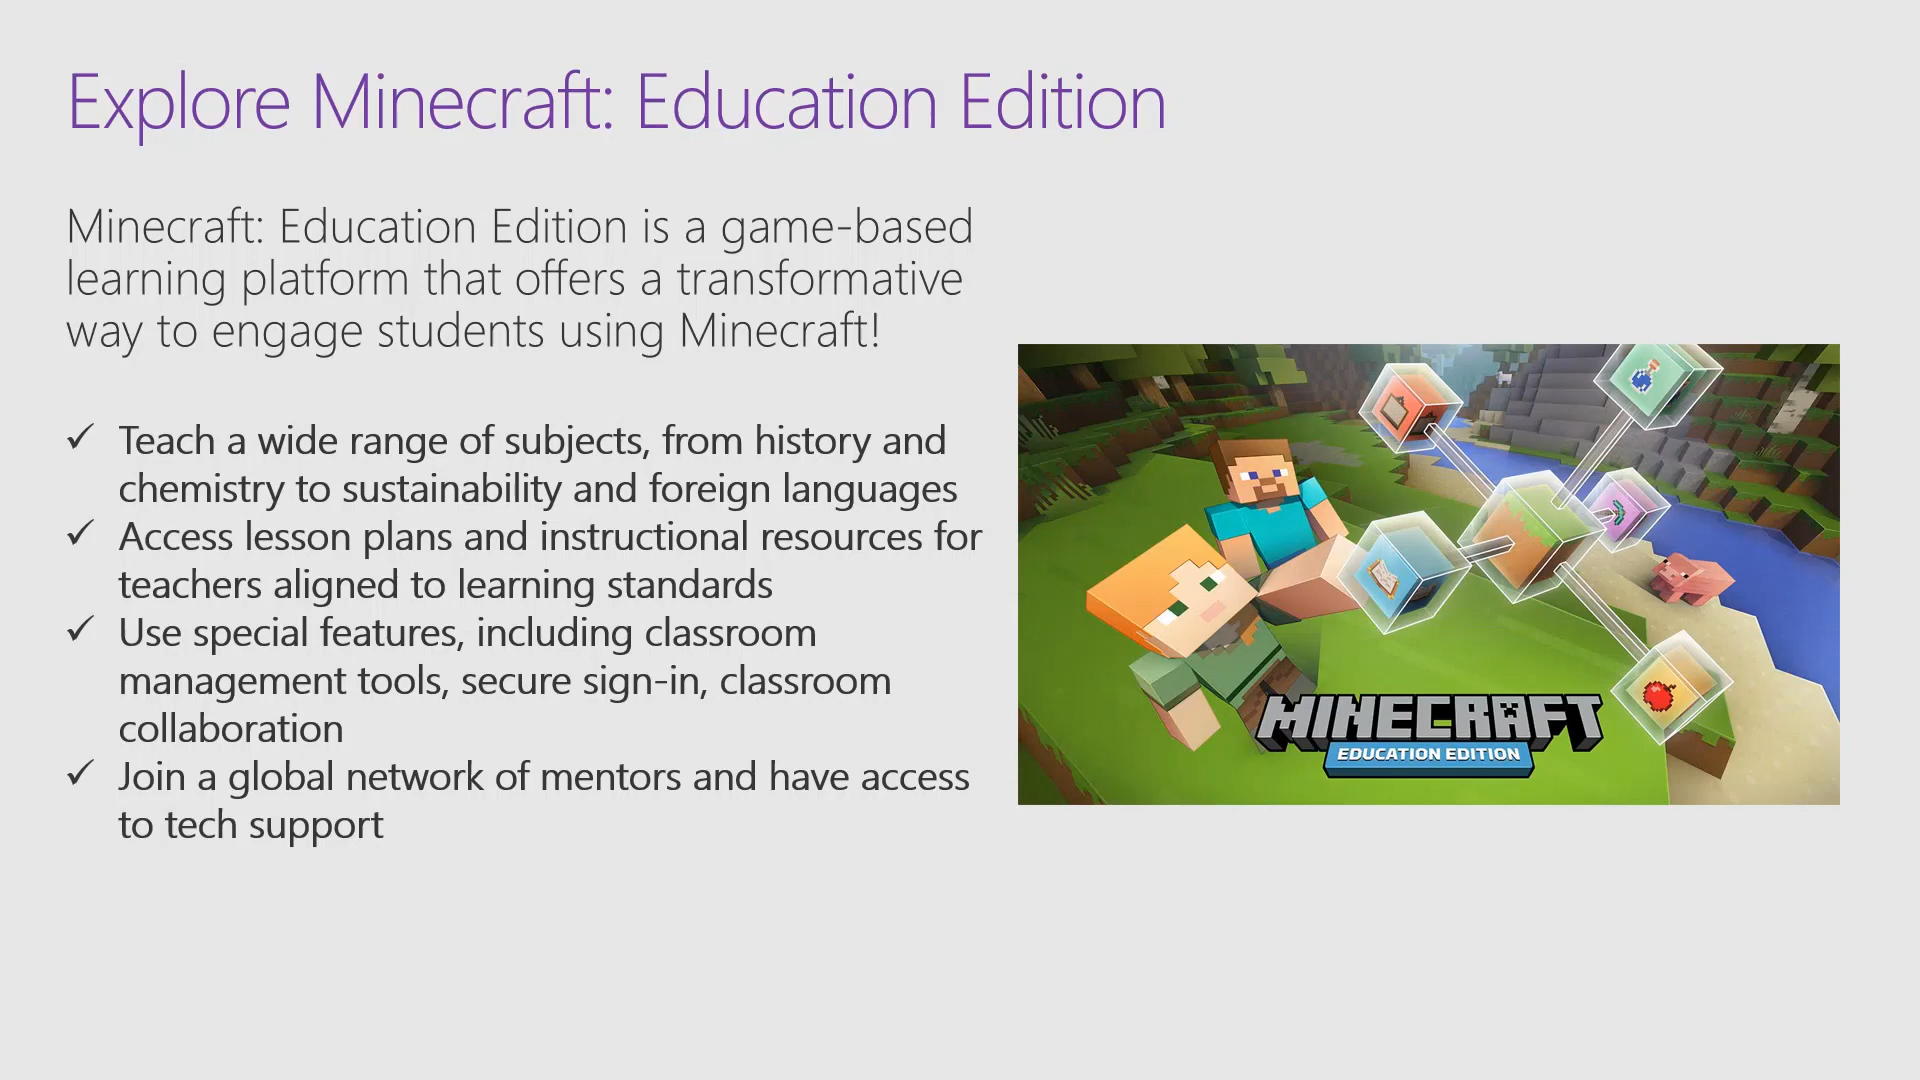 Explore Minecraft: Education Edition
Minecraft: Education Edition is a game-based
learning platform that offers a transformative
way to engage students using Minecraft!
✓ Teach a wide range of subjects, from history and
chemistry to sustainability and foreign languages
✓ Access lesson plans and instructional resources for
teachers aligned to learning standards
✓ Use special features, including classroom
management tools, secure sign-in, classroom
collaboration
✓ Join a global network of mentors and have access
to tech support
MINECRAFT
EDUCATION EDITION